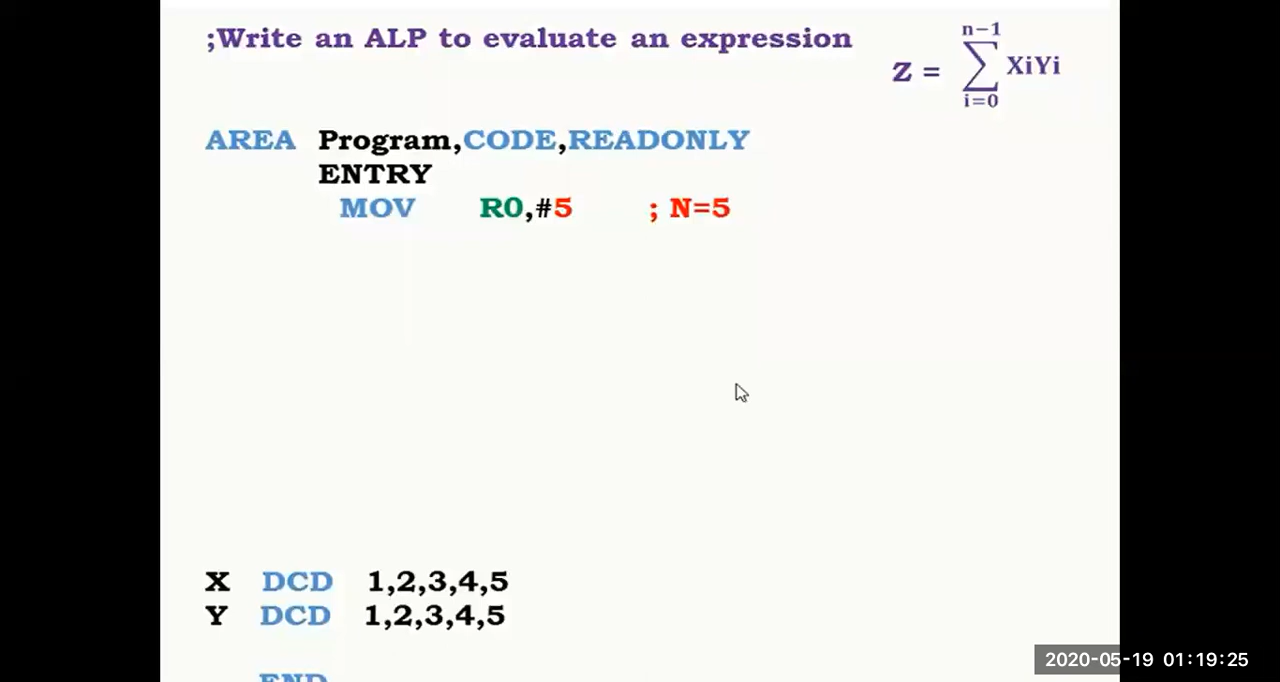 ;Write an ALP to evaluate an expression
n−1
Z = ∑ XiYi
i=0
AREA Program,CODE,READONLY
ENTRY
MOV R0,#5 ; N=5
X DCD 1,2,3,4,5
Y DCD 1,2,3,4,5
END
2020-05-19 01:19:25